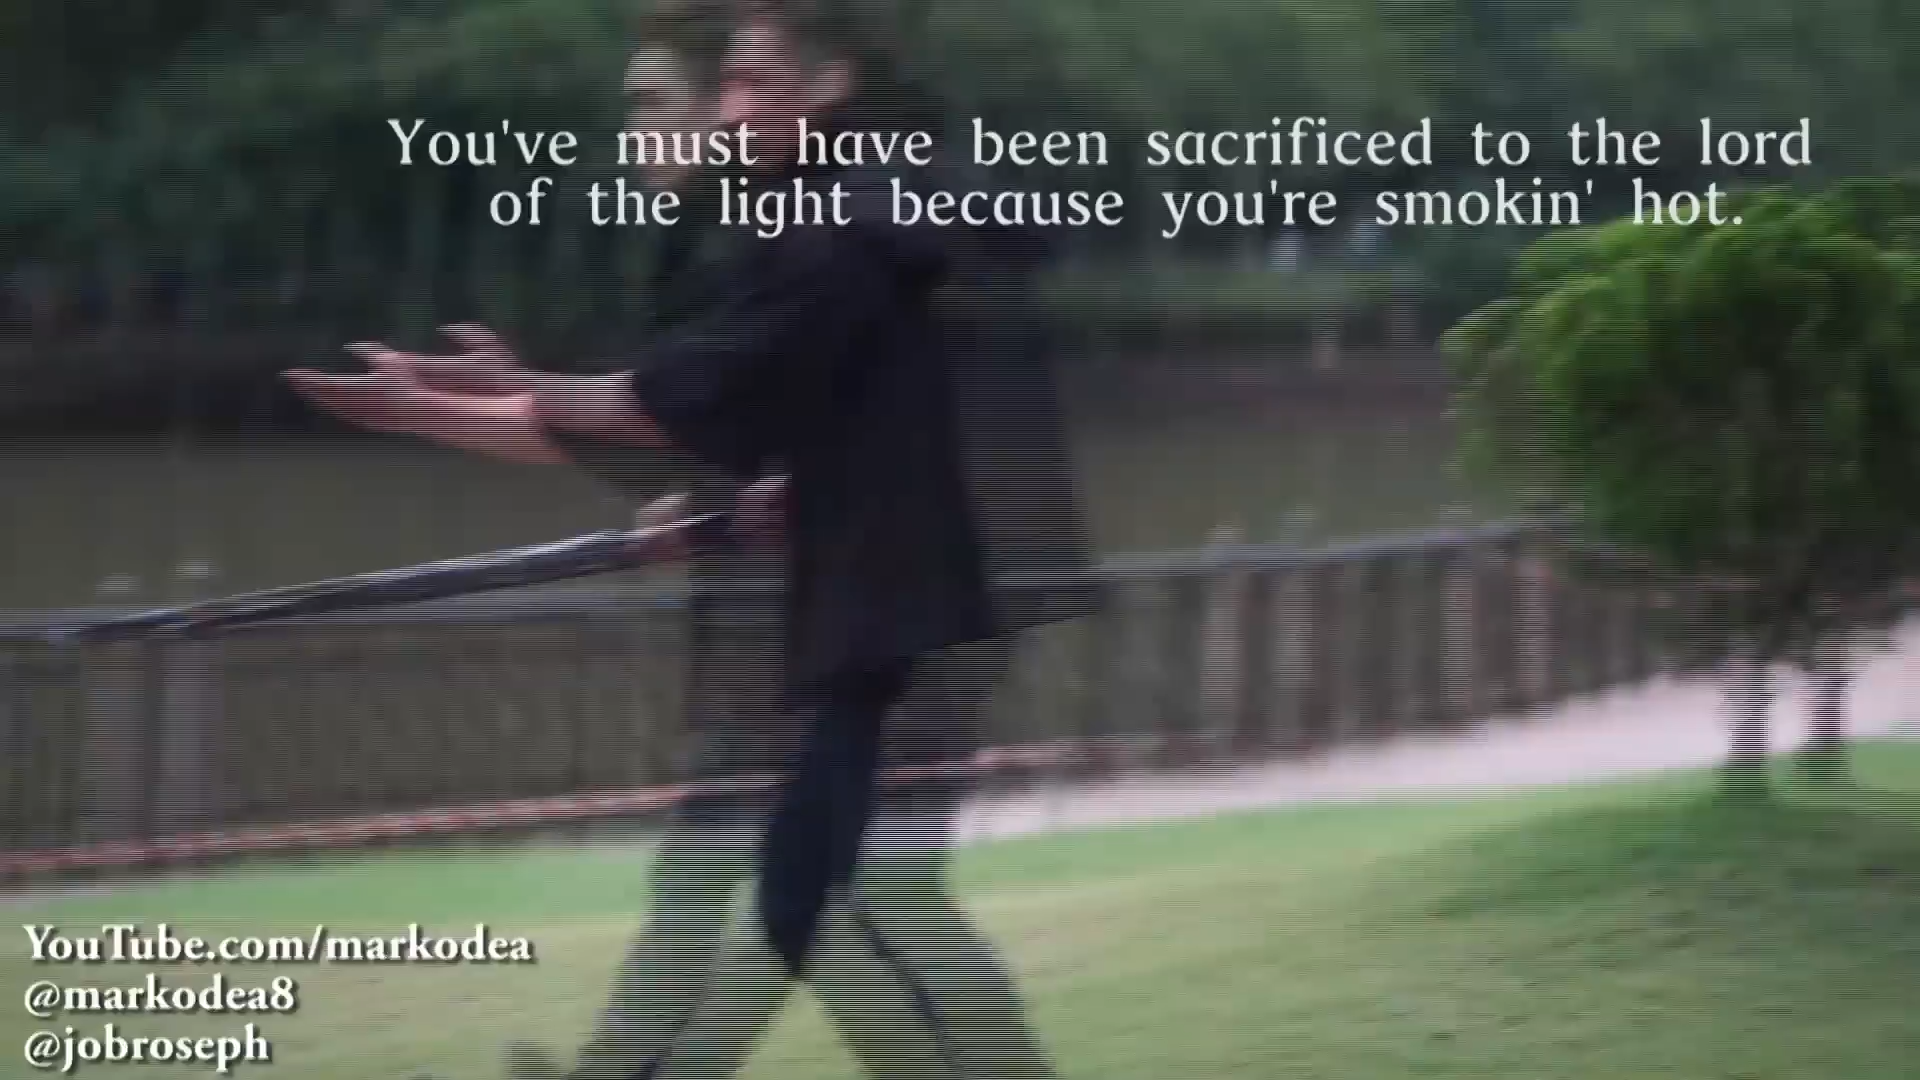 You've must have been sacrificed to the lord
of the light because you're smokin' hot.
YouTube.com/markodea
@markodea8
@jobroseph